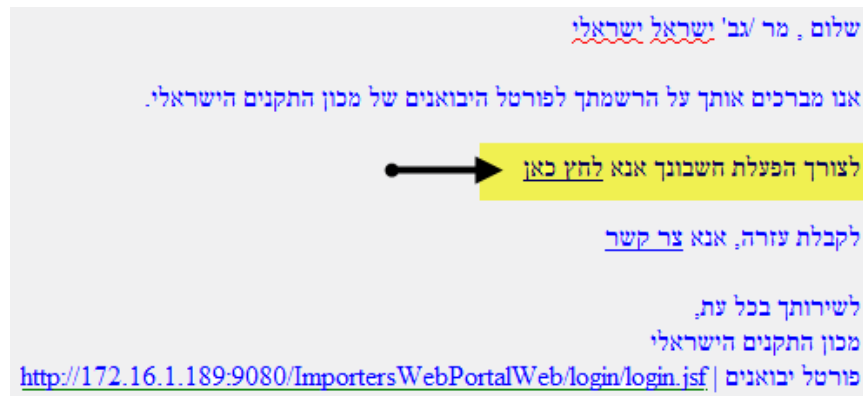 שלום , מר /גב' ישראל ישראלי
אנו מברכים אותך על הרשמתך לפורטל היבואנים של מכון התקנים הישראלי.
לצורך הפעלת חשבונך אנא לחץ כאן
לקבלת עזרה, אנא צר קשר
לשירותך בכל עת,
מכון התקנים הישראלי
פורטל יבואנים | http://172.16.1.189:9080/ImportersWebPortalWeb/login/login.jsf